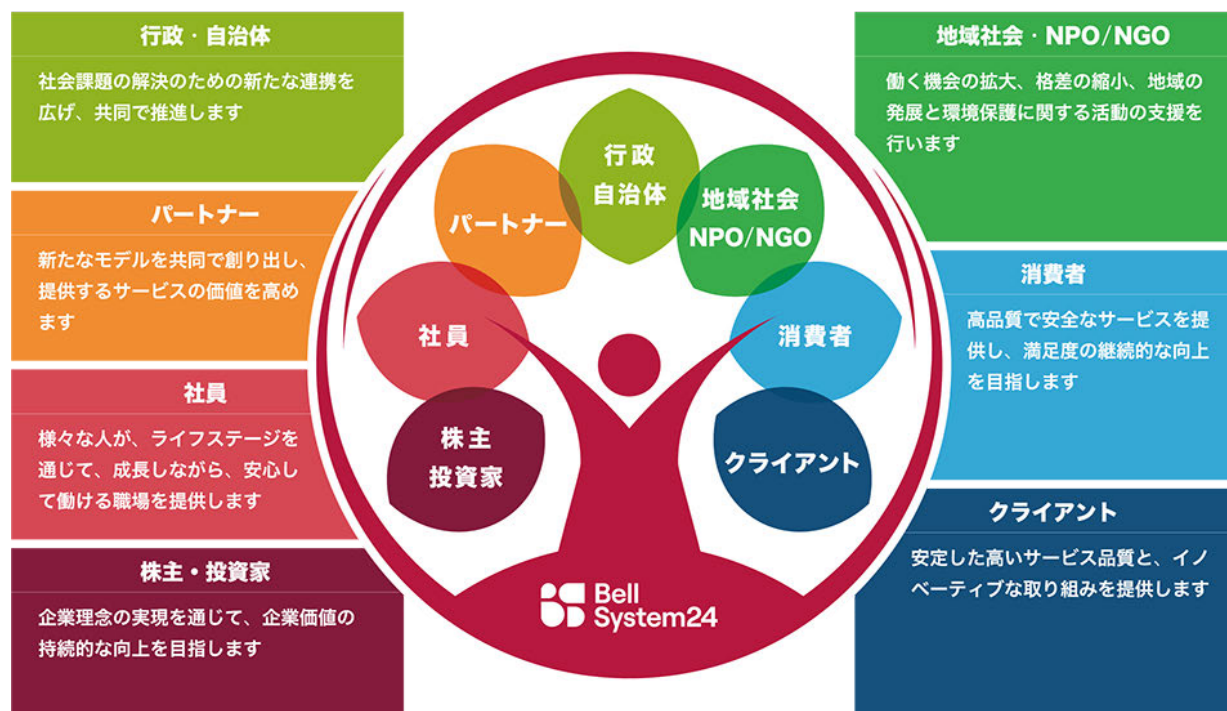 行政・自治体
社会課題の解決のための新たな連携を
広げ、共同で推進します
パートナー
新たなモデルを共同で創り出し、
提供するサービスの価値を高め
ます
社員
様々な人が、ライフステージを
通じて、成長しながら、安心し
て働ける職場を提供します
株主・投資家
企業理念の実現を通じて、企業価値の
持続的な向上を目指します
行政
自治体
パートナー
地域社会
NPO/NGO
社員
消費者
株主
投資家
クライアント
Bell
System24
地域社会・NPO/NGO
働く機会の拡大、格差の縮小、地域の
発展と環境保護に関する活動の支援を
行います
消費者
高品質で安全なサービスを提
供し、満足度の継続的な向上
を目指します
クライアント
安定した高いサービス品質と、イノ
ベーティブな取り組みを提供します